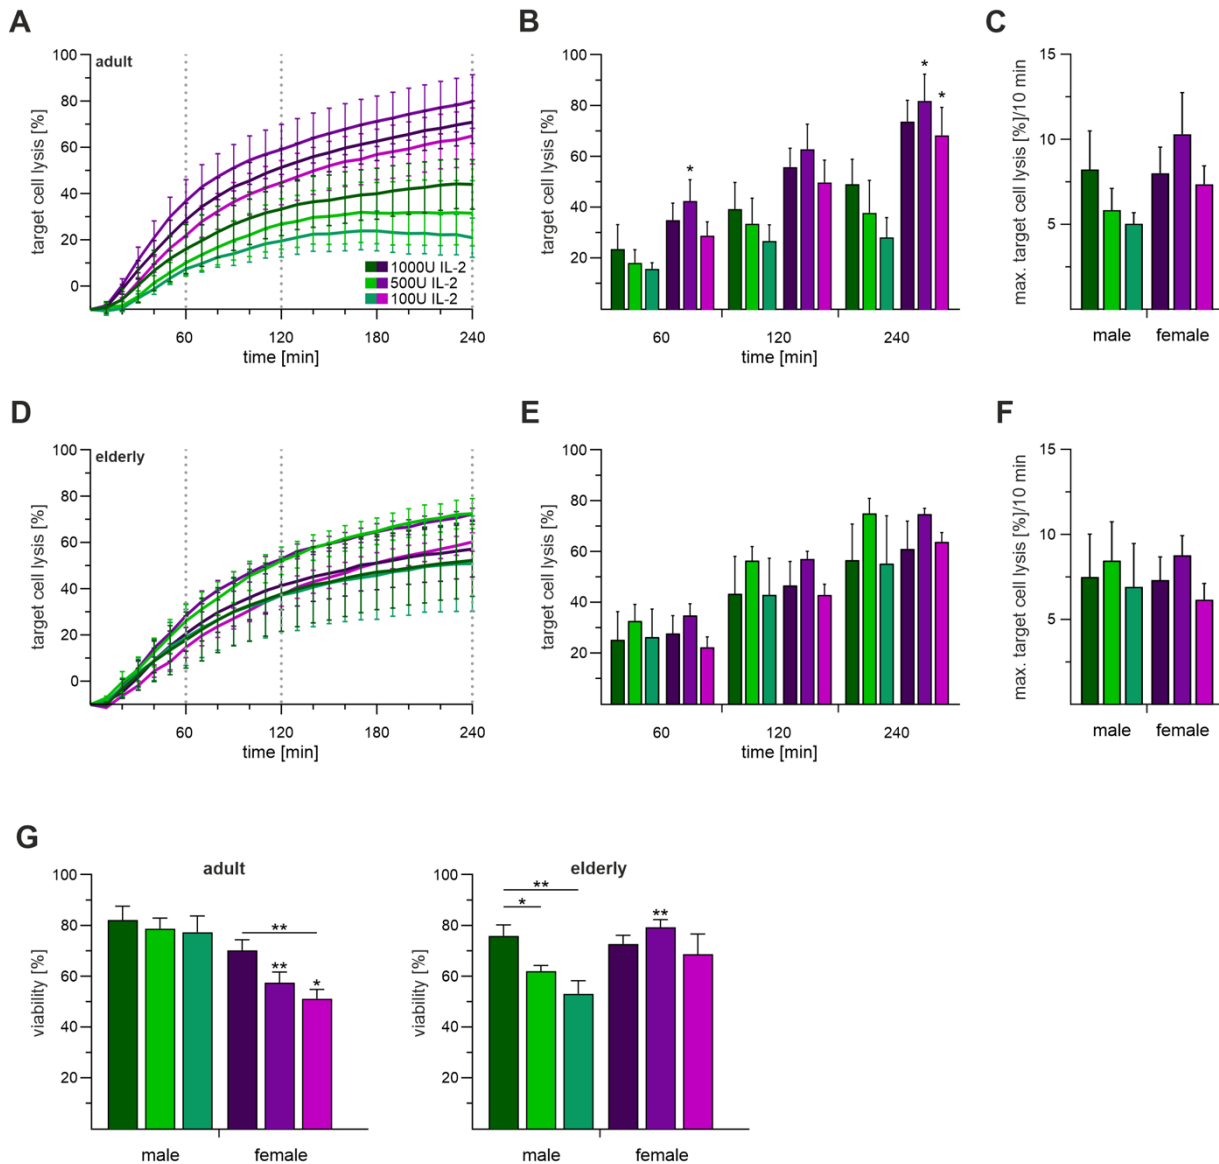 A
B
C
adult
target cell lysis [%]
100
80
60
40
20
0
1000U IL-2
500U IL-2
100U IL-2
60
120
180
240
time [min]
target cell lysis [%]
100
80
60
40
20
*
*
*
60
120
240
time [min]
max. target cell lysis [%]/10 min
15
10
5
male
female
D
E
F
elderly
target cell lysis [%]
100
80
60
40
20
0
60
120
180
240
time [min]
target cell lysis [%]
100
80
60
40
20
60
120
240
time [min]
max. target cell lysis [%]/10 min
15
10
5
male
female
G
adult
viability [%]
100
80
60
40
20
**
**
*
male
female
elderly
viability [%]
100
80
60
40
20
**
*
**
male
female